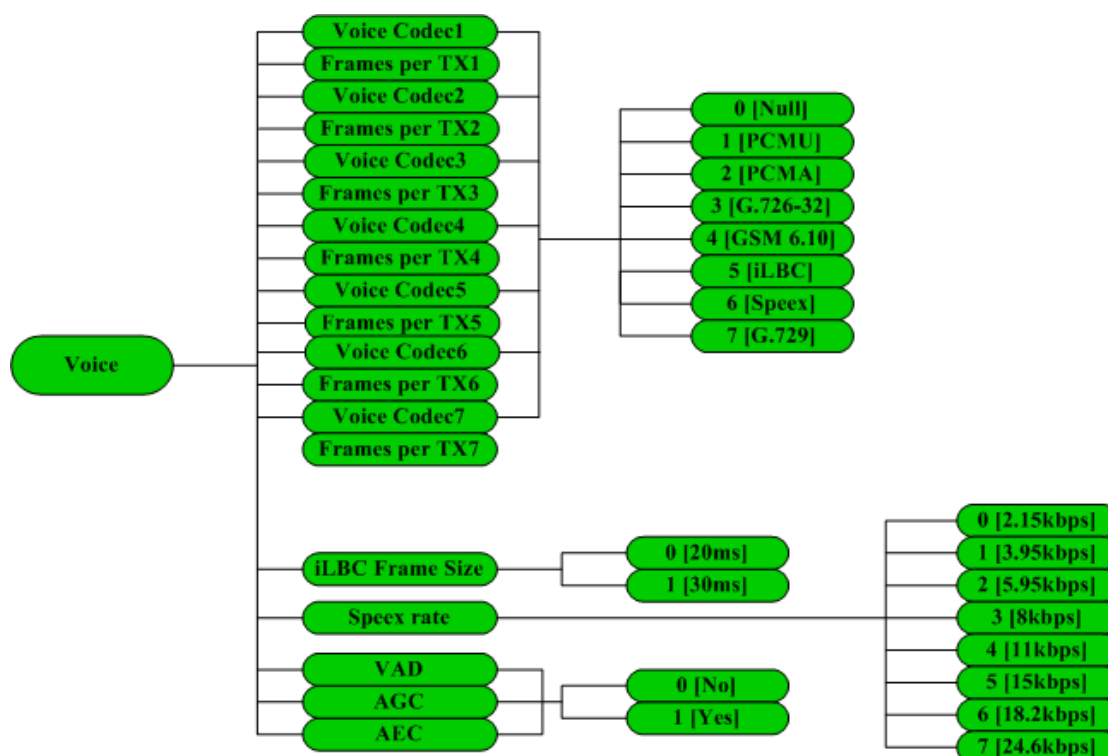 Voice
Voice Codec1
Frames per TX1
Voice Codec2
Frames per TX2
Voice Codec3
Frames per TX3
Voice Codec4
Frames per TX4
Voice Codec5
Frames per TX5
Voice Codec6
Frames per TX6
Voice Codec7
Frames per TX7
0 [Null]
1 [PCMU]
2 [PCMA]
3 [G.726-32]
4 [GSM 6.10]
5 [iLBC]
6 [Speex]
7 [G.729]
iLBC Frame Size
0 [20ms]
1 [30ms]
Speex rate
0 [2.15kbps]
1 [3.95kbps]
2 [5.95kbps]
3 [8kbps]
4 [11kbps]
5 [15kbps]
6 [18.2kbps]
7 [24.6kbps]
VAD
AGC
AEC
0 [No]
1 [Yes]